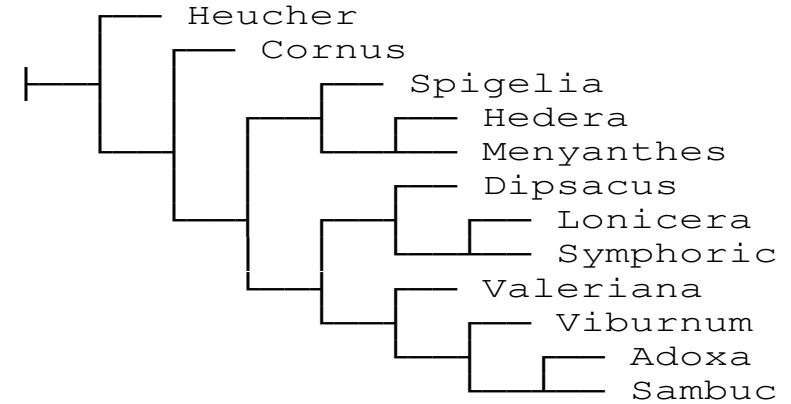 Heucher
Cornus
Spigelia
Hedera
Menyanthes
Dipsacus
Lonicera
Symphoric
Valeriana
Viburnum
Adoxa
Sambuc